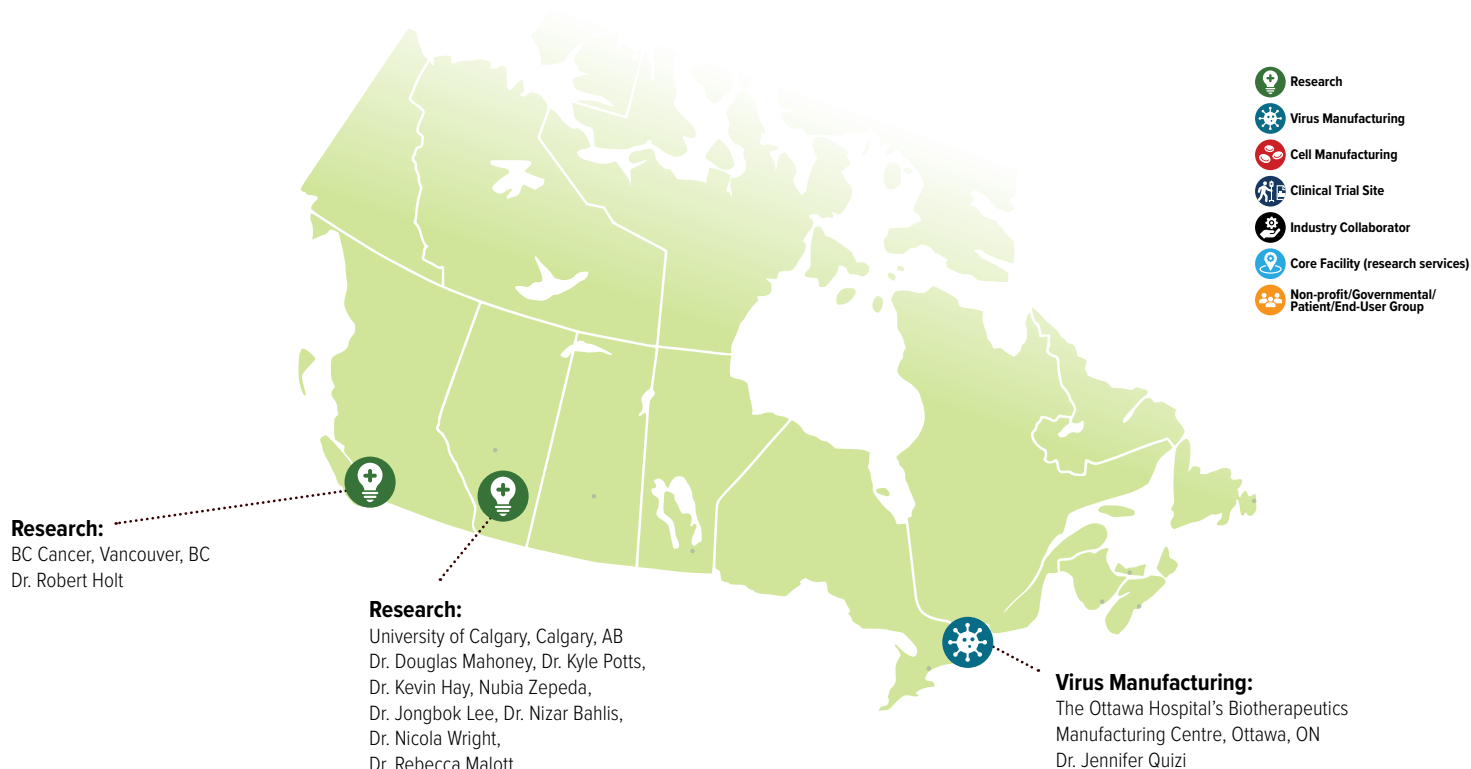 Research
Virus Manufacturing
Cell Manufacturing
Clinical Trial Site
Industry Collaborator
Core Facility (research services)
Non-profit/Governmental/
Patient/End-User Group
Research:
BC Cancer, Vancouver, BC
Dr. Robert Holt
Research:
University of Calgary, Calgary, AB
Dr. Douglas Mahoney, Dr. Kyle Potts,
Dr. Kevin Hay, Nubia Zepeda,
Dr. Jongbok Lee, Dr. Nizar Bahlis,
Dr. Nicola Wright,
Dr. Rebecca Malott
Virus Manufacturing:
The Ottawa Hospital's Biotherapeutics
Manufacturing Centre, Ottawa, ON
Dr. Jennifer Quizi